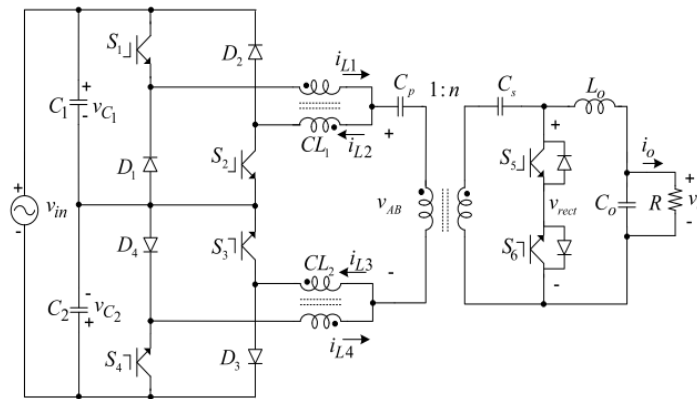 S1
D2
iL1
Cp
1:n
Cs
Lo
+
C1
vC1
-
CL1
iL2
+
+
S5
io
D1
S2
+
vin
-
vAB
vrect
Co
R
+
v
-
D4
S3
CL2
iL3
-
S6
-
-
C2
vC2
+
S4
D3
iL4